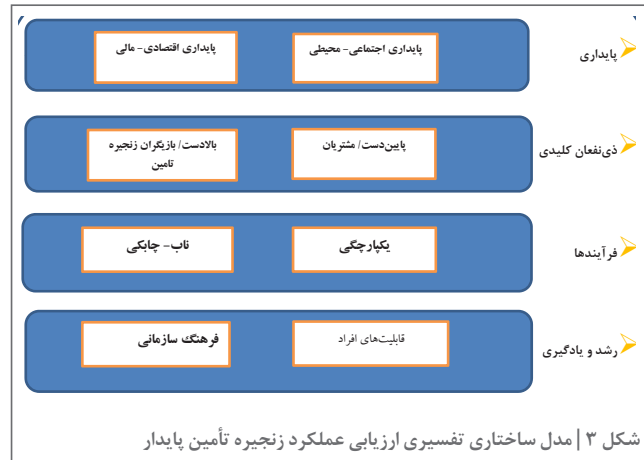 پایداری
پایداری اجتماعی- محیطی
پایداری اقتصادی- مالی
ذی‌نفعان کلیدی
پایین‌دست/ مشتریان
بالادست/ بازیگران زنجیره
تامین
فرآیندها
یکپارچگی
ناب- چابکی
رشد و یادگیری
قابلیت‌های افراد
فرهنگ سازمانی
شکل ۳ | مدل ساختاری تفسیری ارزیابی عملکرد زنجیره تأمین پایدار